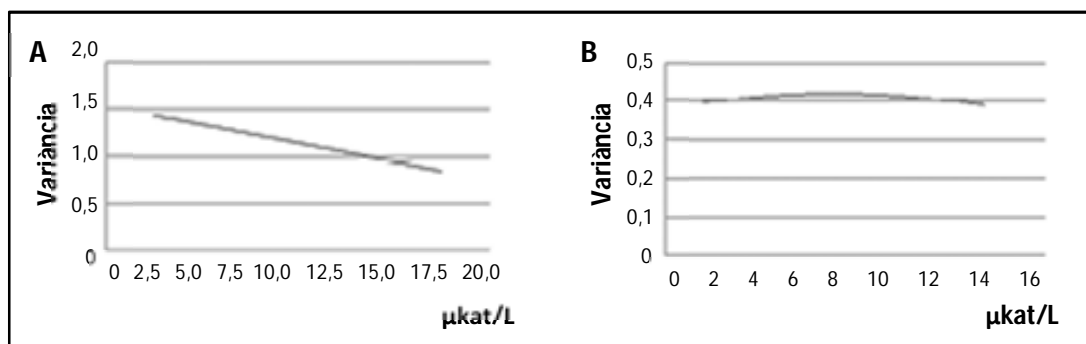 A
Variància
2,0
1,5
1,0
0,5
0
0 2,5 5,0 7,5 10,0 12,5 15,0 17,5 20,0
µkat/L
B
Variància
0,5
0,4
0,3
0,2
0,1
0
0 2 4 6 8 10 12 14 16
µkat/L